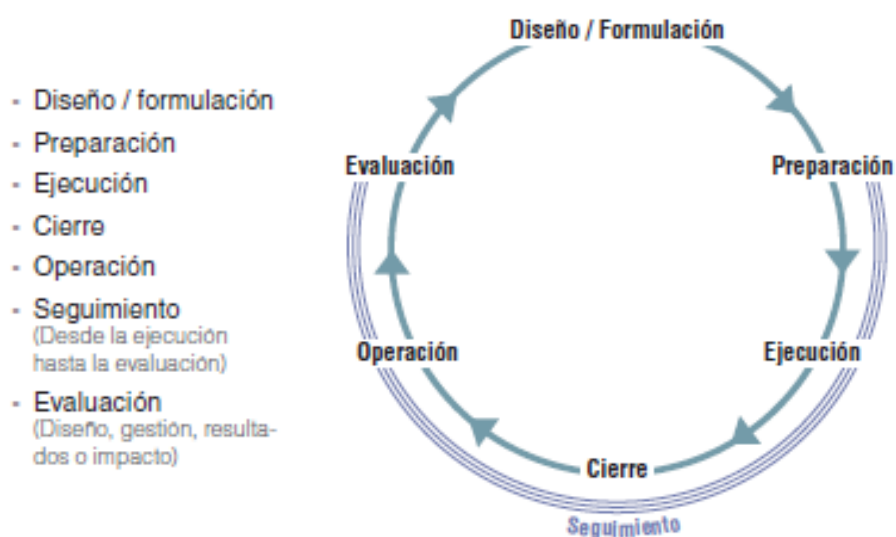 - Diseño / formulación
- Preparación
- Ejecución
- Cierre
- Operación
- Seguimiento
(Desde la ejecución
hasta la evaluación)
- Evaluación
(Diseño, gestión, resulta-
dos o impacto)
Diseño / Formulación
Evaluación
Preparación
Operación
Ejecución
Cierre
Seguimiento